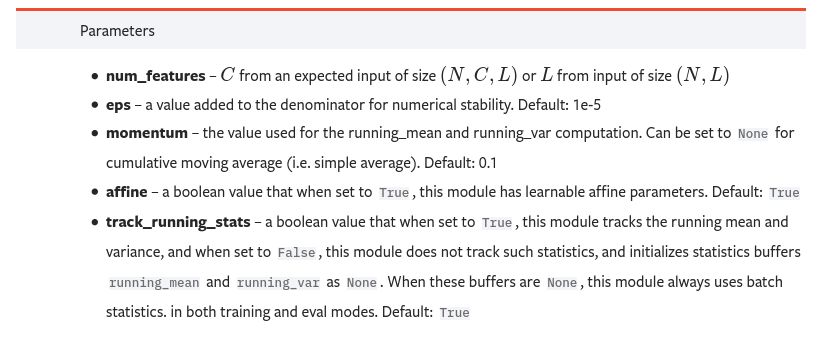 Parameters
• num_features – C from an expected input of size (N, C, L) or L from input of size (N, L)
• eps – a value added to the denominator for numerical stability. Default: 1e-5
• momentum – the value used for the running_mean and running_var computation. Can be set to None for
cumulative moving average (i.e. simple average). Default: 0.1
• affine – a boolean value that when set to True, this module has learnable affine parameters. Default: True
• track_running_stats – a boolean value that when set to True, this module tracks the running mean and
variance, and when set to False, this module does not track such statistics, and initializes statistics buffers
running_mean and running_var as None. When these buffers are None, this module always uses batch
statistics. in both training and eval modes. Default: True